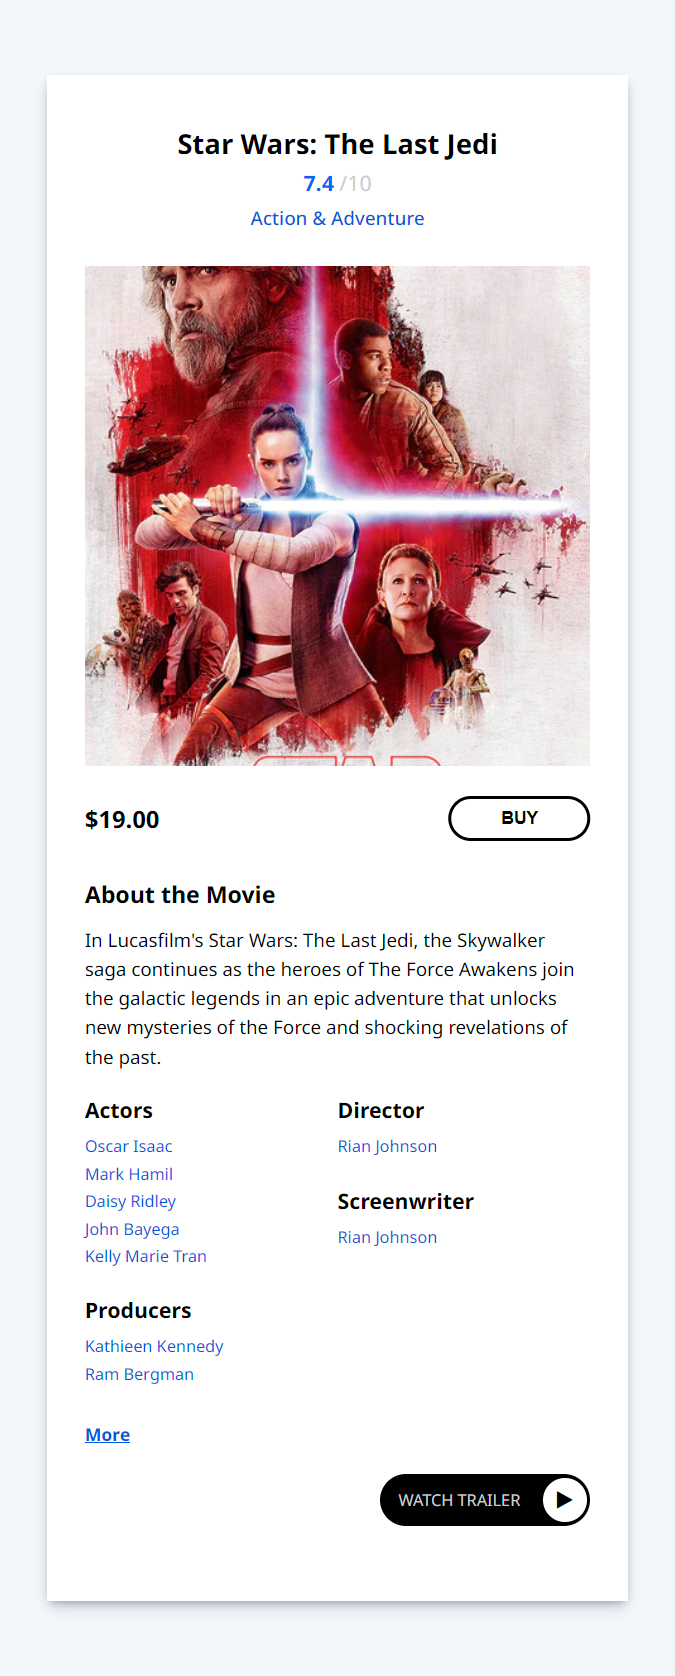 Star Wars: The Last Jedi
7.4 /10
Action & Adventure
STAR
$19.00
BUY
About the Movie
In Lucasfilm's Star Wars: The Last Jedi, the Skywalker
saga continues as the heroes of The Force Awakens join
the galactic legends in an epic adventure that unlocks
new mysteries of the Force and shocking revelations of
the past.
Actors
Oscar Isaac
Mark Hamil
Daisy Ridley
John Bayega
Kelly Marie Tran
Director
Rian Johnson
Screenwriter
Rian Johnson
Producers
Kathieen Kennedy
Ram Bergman
More
WATCH TRAILER